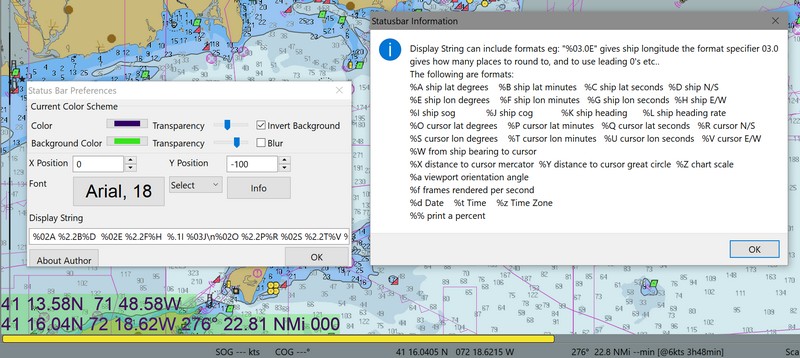 Statusbar Information
Display String can include formats eg: "%03.0E" gives ship longitude the format specifier 03.0
gives how many places to round to, and to use leading 0's etc..
The following are formats:
%A ship lat degrees %B ship lat minutes %C ship lat seconds %D ship N/S
%E ship lon degrees %F ship lon minutes %G ship lon seconds %H ship E/W
%I ship sog %J ship cog %K ship heading %L ship heading rate
%O cursor lat degrees %P cursor lat minutes %Q cursor lat seconds %R cursor N/S
%S cursor lon degrees %T cursor lon minutes %U cursor lon seconds %V cursor E/W
%W from ship bearing to cursor
%X distance to cursor mercator %Y distance to cursor great circle %Z chart scale
%a viewport orientation angle
%f frames rendered per second
%d Date %t Time %z Time Zone
%% print a percent
OK
Status Bar Preferences
Current Color Scheme
Color Transparency Invert Background
Background Color Transparency Blur
X Position 0 Y Position -100
Font Arial, 18 Select Info
Display String
%02A %2.2B%D %02E %2.2F%H %.1I %03J\n%02O %2.2P%R %02S %2.2T%V
About Author OK
41 13.58N 71 48.58W
41 16.04N 72 18.62W 276° 22.81 NMi 000
SOG --- kts COG ---° 41 16.0405 N 072 18.6215 W 276° 22.8 NMi --min [@6kts 3h48min] Sca